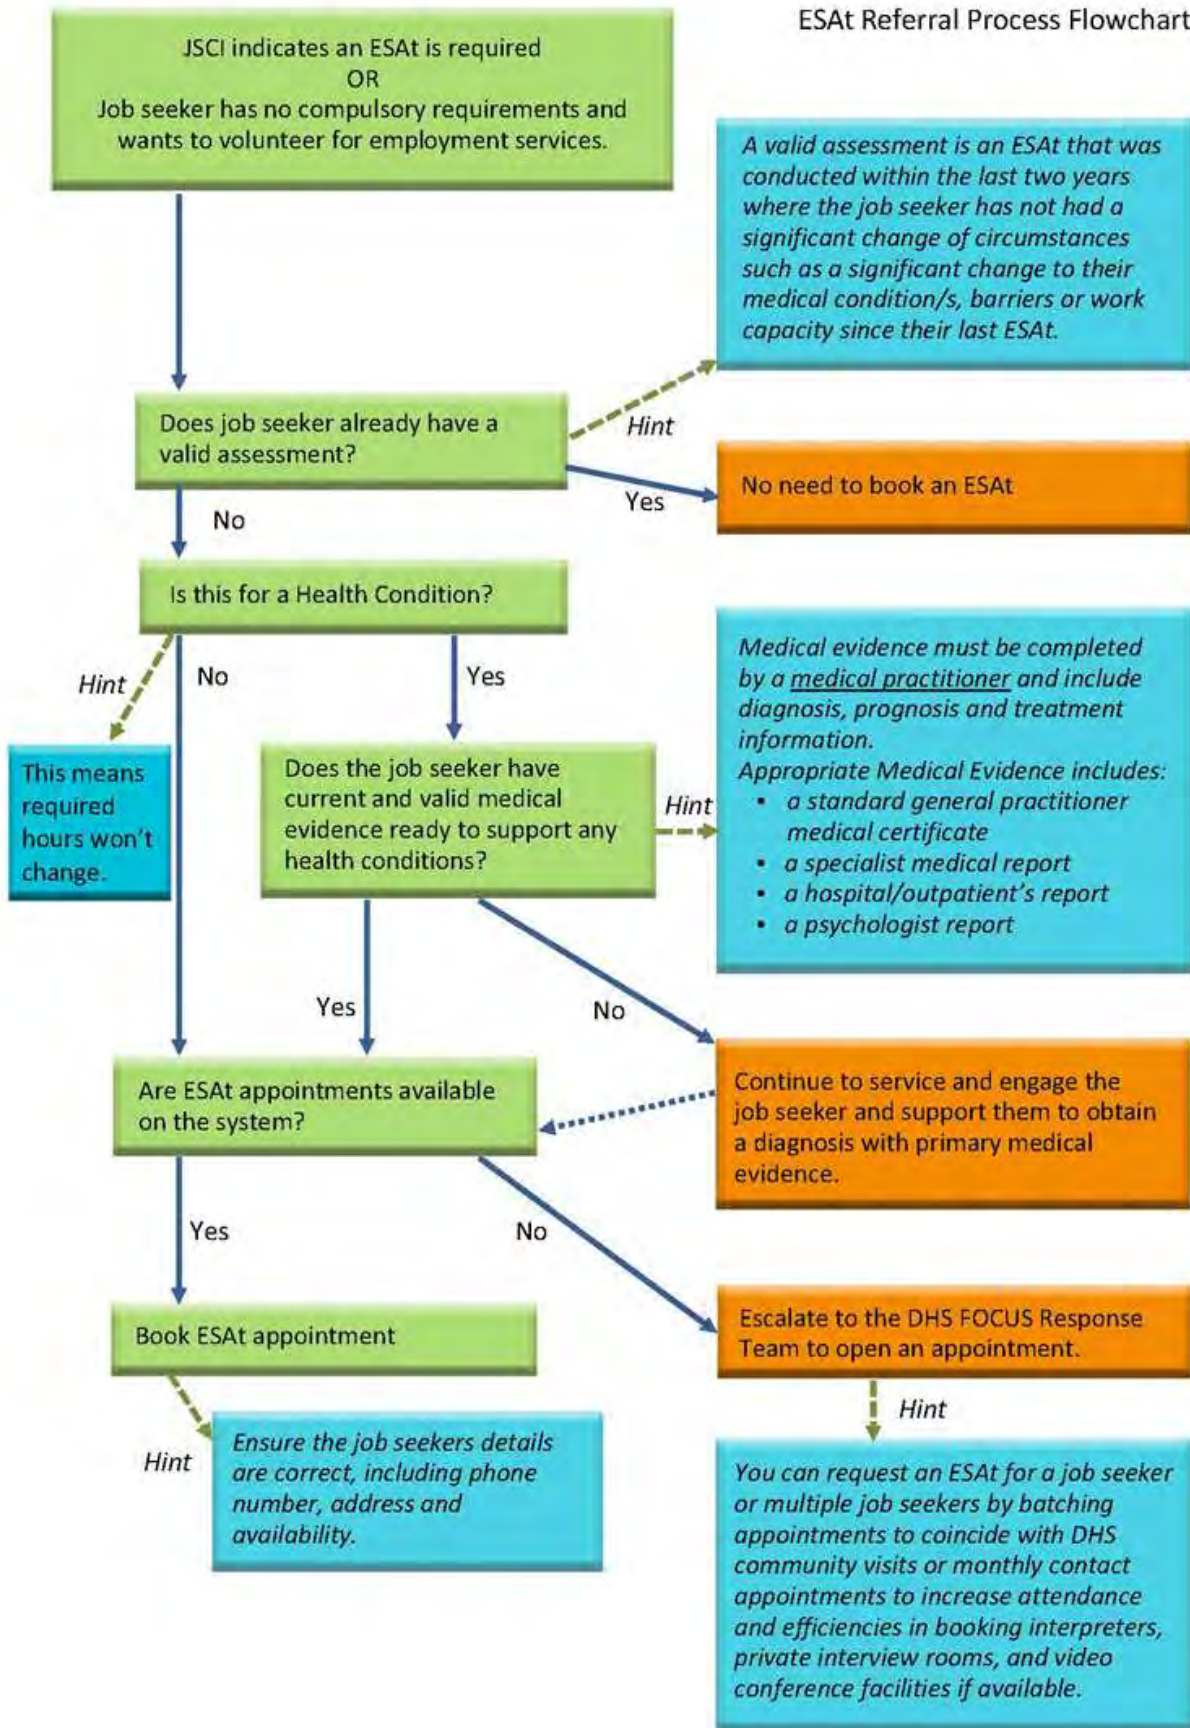 ESAt Referral Process Flowchart
JSCI indicates an ESAt is required
OR
Job seeker has no compulsory requirements and
wants to volunteer for employment services.
A valid assessment is an ESAt that was
conducted within the last two years
where the job seeker has not had a
significant change of circumstances
such as a significant change to their
medical condition/s, barriers or work
capacity since their last ESAt.
Does job seeker already have a
valid assessment?
Hint
Yes
No need to book an ESAt
No
Is this for a Health Condition?
Hint
No
Yes
This means
required
hours won't
change.
Does the job seeker have
current and valid medical
evidence ready to support any
health conditions?
Hint
Medical evidence must be completed
by a medical practitioner and include
diagnosis, prognosis and treatment
information.
Appropriate Medical Evidence includes:
• a standard general practitioner
medical certificate
• a specialist medical report
• a hospital/outpatient's report
• a psychologist report
Yes
No
Are ESAt appointments available
on the system?
Continue to service and engage the
job seeker and support them to obtain
a diagnosis with primary medical
evidence.
Yes
No
Book ESAt appointment
Escalate to the DHS FOCUS Response
Team to open an appointment.
Hint
Ensure the job seekers details
are correct, including phone
number, address and
availability.
Hint
You can request an ESAt for a job seeker
or multiple job seekers by batching
appointments to coincide with DHS
community visits or monthly contact
appointments to increase attendance
and efficiencies in booking interpreters,
private interview rooms, and video
conference facilities if available.